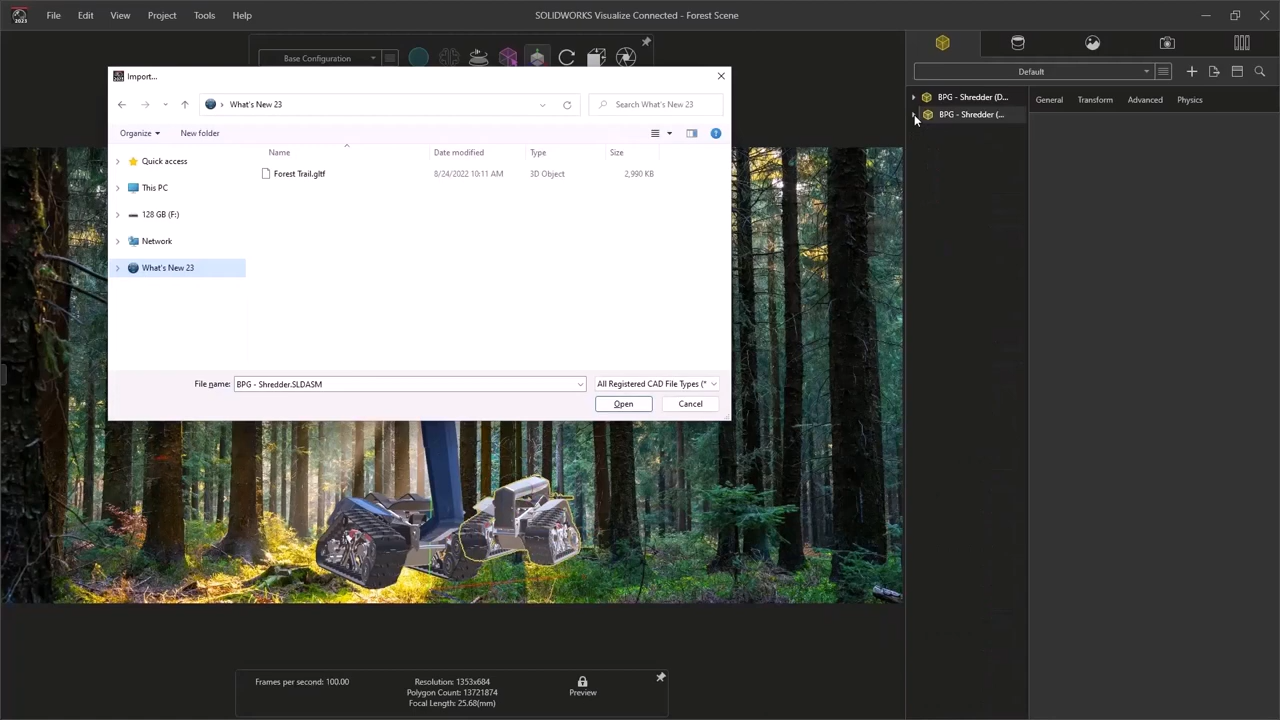 2023
File Edit View Project Tools Help
SOLIDWORKS Visualize Connected - Forest Scene
Base Configuration
Import...
What's New 23
Search What's New 23
Organize
New folder
Name Date modified Type Size
Quick access
Forest Trail.gltf 8/24/2022 10:11 AM 3D Object 2,990 KB
This PC
128 GB (F:)
Network
What's New 23
File name: BPG - Shredder.SLDASM
All Registered CAD File Types (*
Open Cancel
Default
BPG - Shredder (D...
BPG - Shredder (...
General Transform Advanced Physics
Frames per second: 100.00
Resolution: 1353x684
Polygon Count: 13721874
Focal Length: 25.68(mm)
Preview